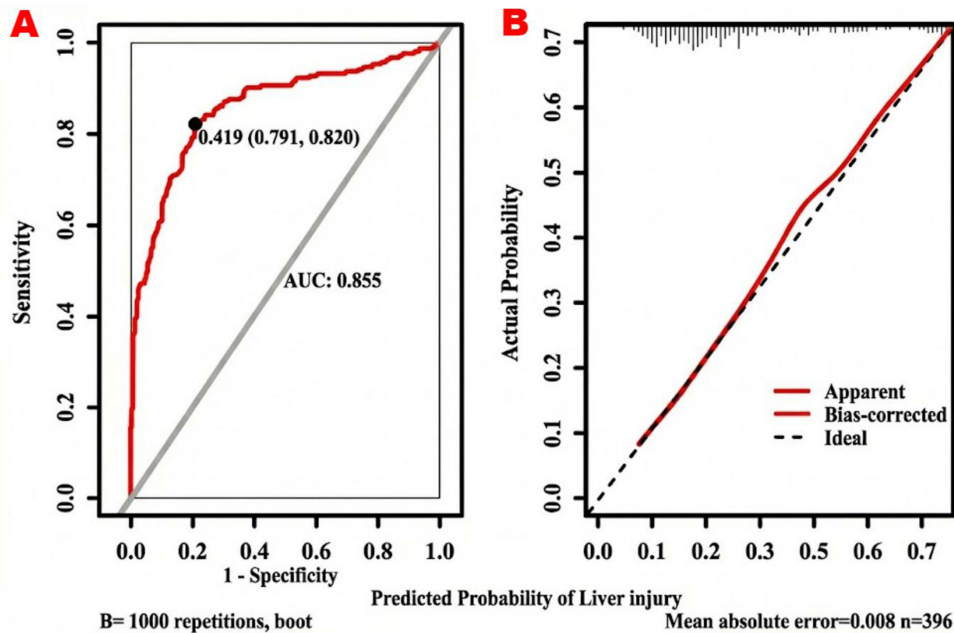 A
Sensitivity
1.0
0.8
0.6
0.4
0.2
0.0
0.419 (0.791, 0.820)
AUC: 0.855
0.0 0.2 0.4 0.6 0.8 1.0
1 - Specificity
B
Actual Probability
0.7
0.6
0.5
0.4
0.3
0.2
0.1
0.0
Apparent
Bias-corrected
Ideal
0.0 0.1 0.2 0.3 0.5 0.6 0.7
Predicted Probability of Liver injury
B= 1000 repetitions, boot
Mean absolute error=0.008 n=396